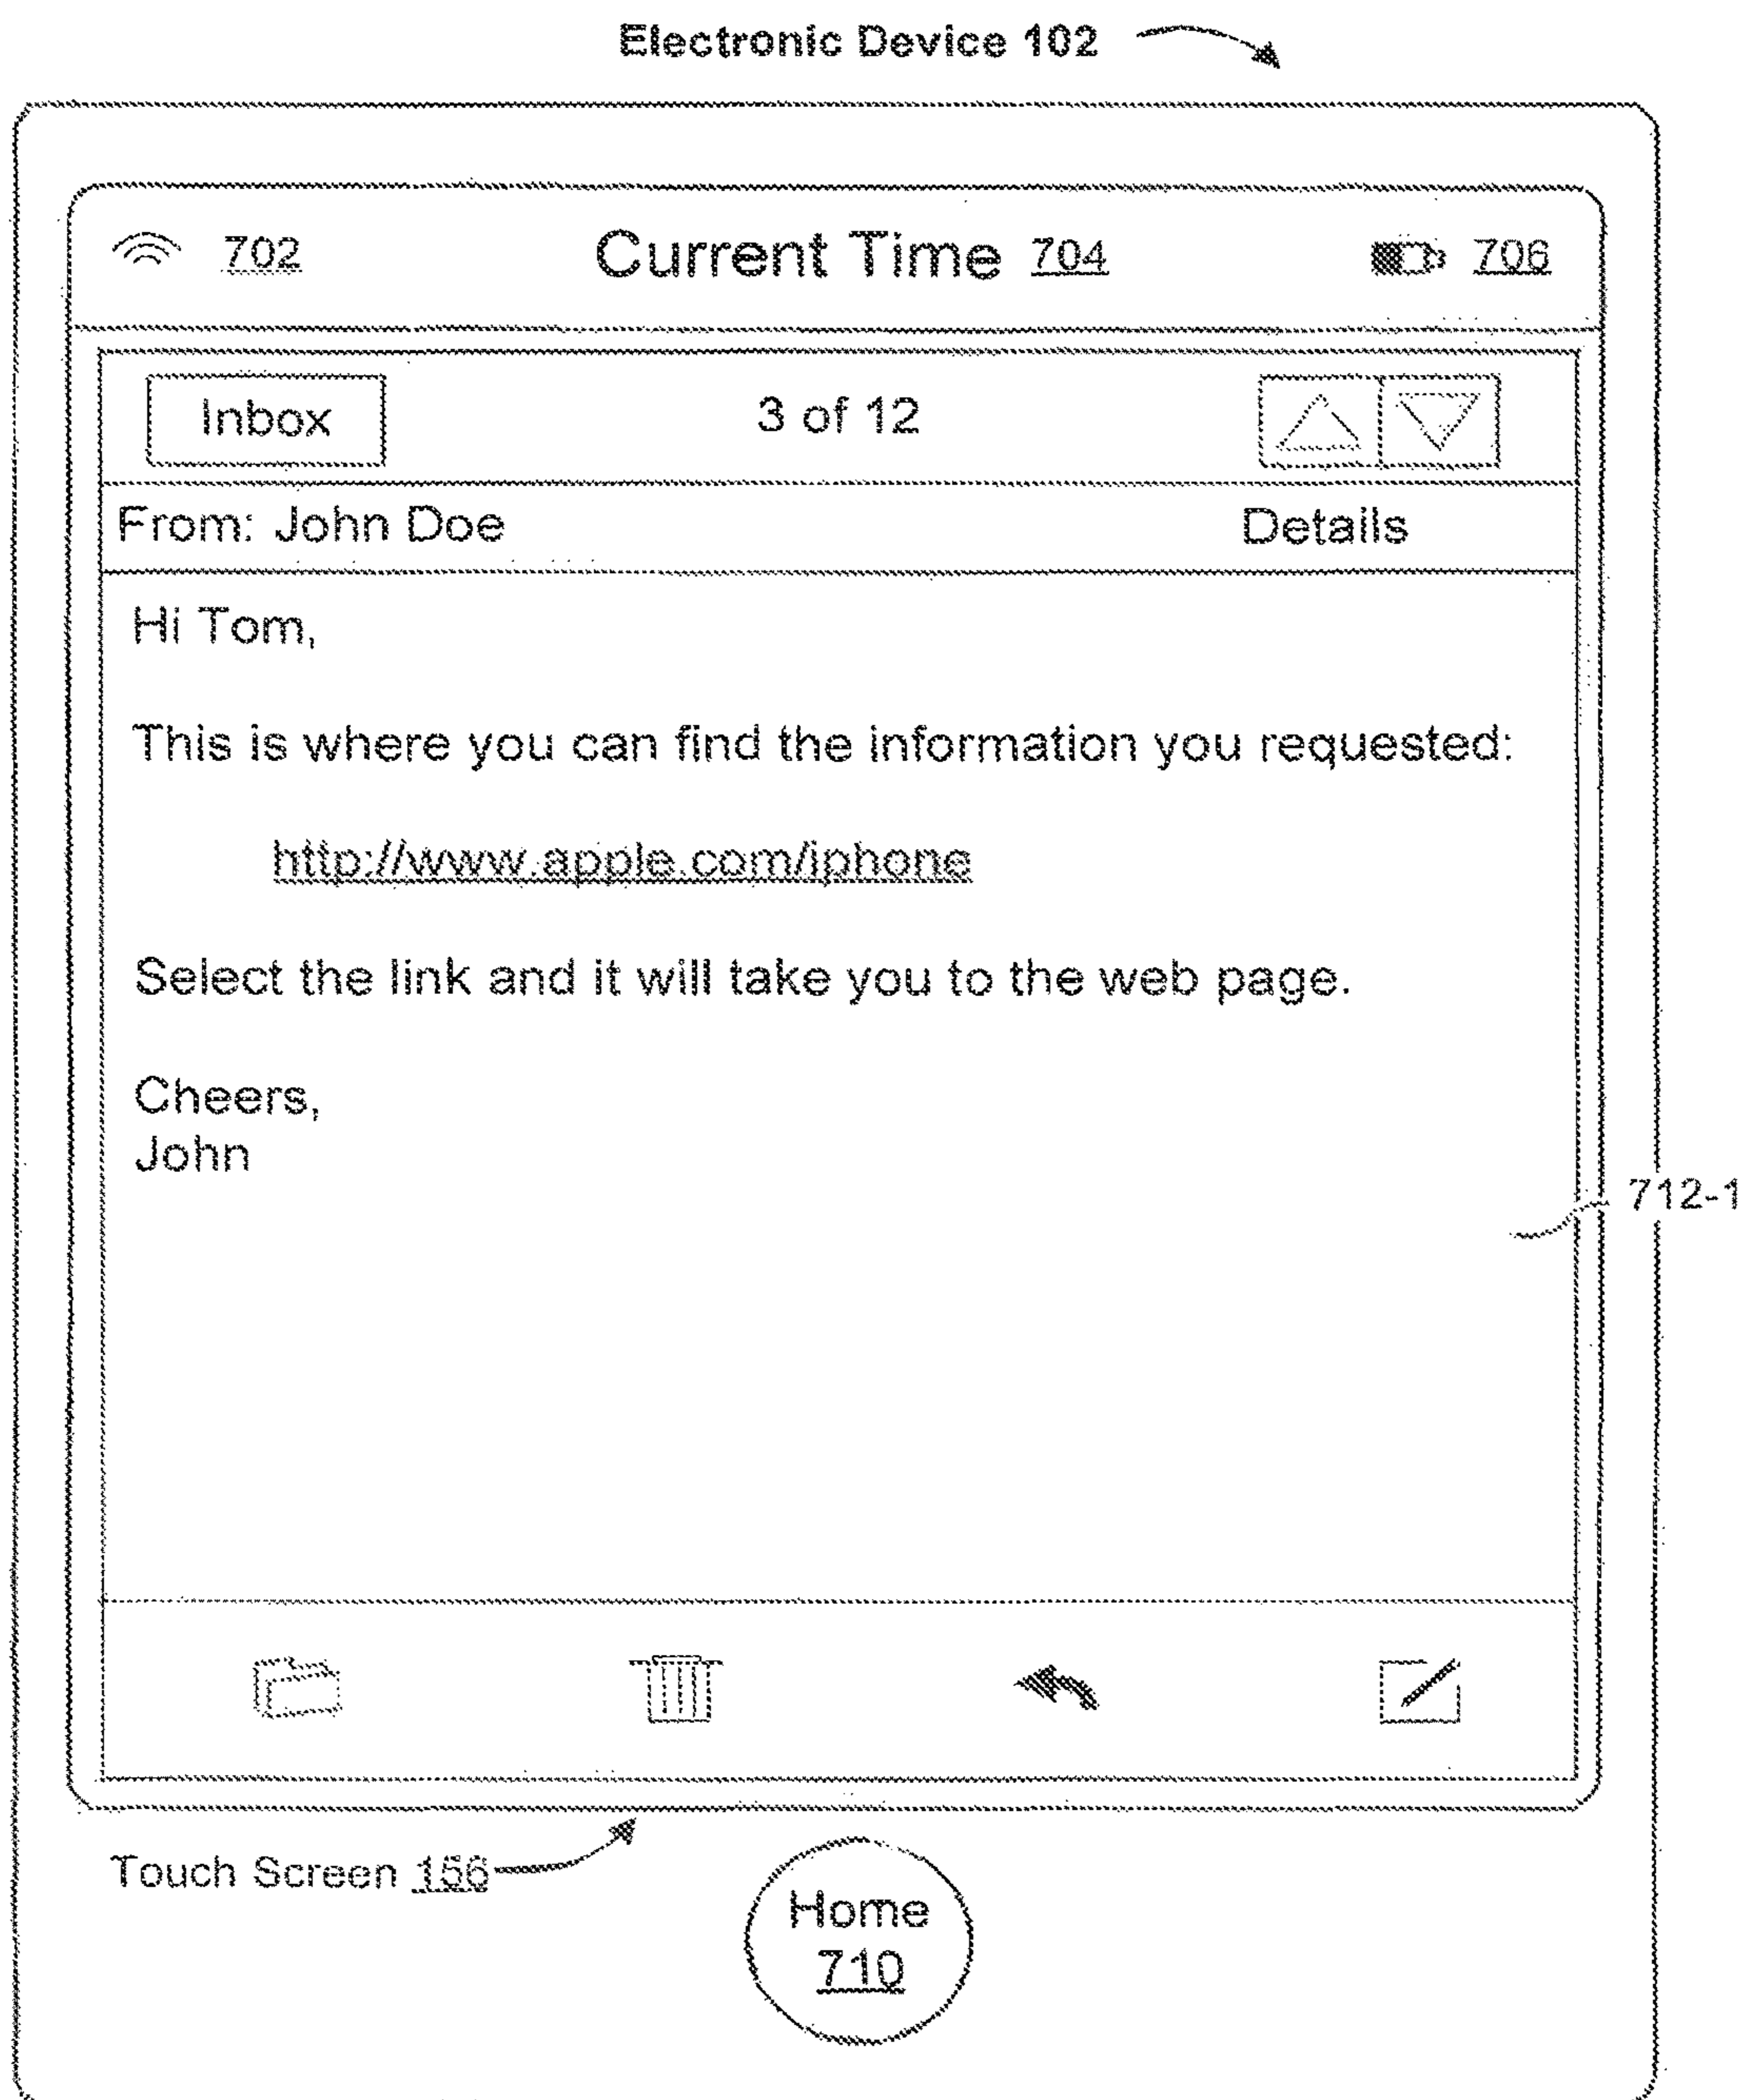 Electronic Device 102
702 Current Time 704 706
Inbox 3 of 12
From: John Doe Details
Hi Tom,
This is where you can find the information you requested:
http://www.apple.com/iphone
Select the link and it will take you to the web page.
Cheers,
John
712-1
Touch Screen 156
Home
710